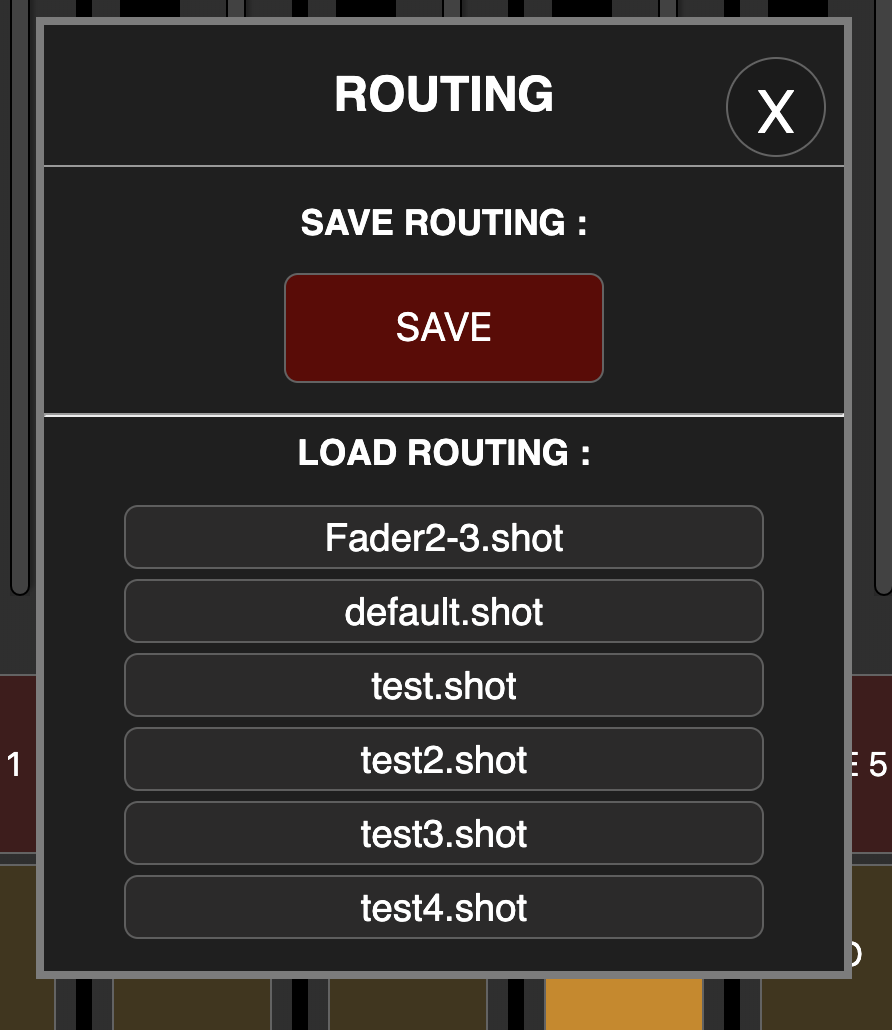 ROUTING
X
SAVE ROUTING :
SAVE
LOAD ROUTING :
Fader2-3.shot
default.shot
test.shot
test2.shot
test3.shot
1
E 5
test4.shot